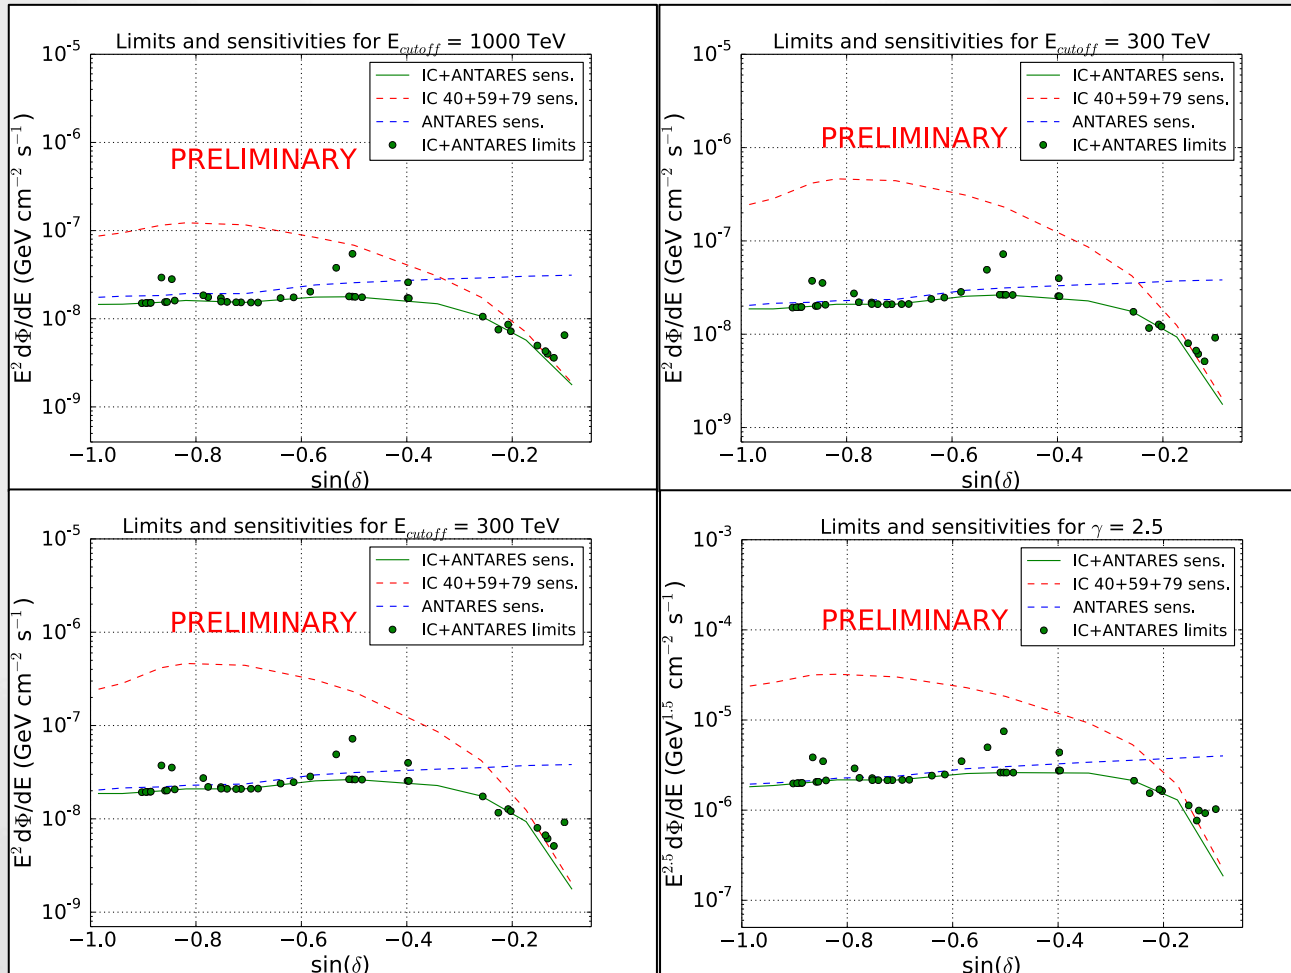 Limits and sensitivities for E_cutoff = 1000 TeV
IC+ANTARES sens.
IC 40+59+79 sens.
ANTARES sens.
IC+ANTARES limits
PRELIMINARY
10⁻⁵
10⁻⁶
10⁻⁷
10⁻⁸
10⁻⁹
E² dΦ/dE (GeV cm⁻² s⁻¹)
−1.0 −0.8 −0.6 −0.4 −0.2
sin(δ)
Limits and sensitivities for E_cutoff = 300 TeV
IC+ANTARES sens.
IC 40+59+79 sens.
ANTARES sens.
IC+ANTARES limits
PRELIMINARY
10⁻⁵
10⁻⁶
10⁻⁷
10⁻⁸
10⁻⁹
E² dΦ/dE (GeV cm⁻² s⁻¹)
−1.0 −0.8 −0.6 −0.4 −0.2
sin(δ)
Limits and sensitivities for E_cutoff = 300 TeV
IC+ANTARES sens.
IC 40+59+79 sens.
ANTARES sens.
IC+ANTARES limits
PRELIMINARY
10⁻⁵
10⁻⁶
10⁻⁷
10⁻⁸
10⁻⁹
E² dΦ/dE (GeV cm⁻² s⁻¹)
−1.0 −0.8 −0.6 −0.4 −0.2
sin(δ)
Limits and sensitivities for γ = 2.5
IC+ANTARES sens.
IC 40+59+79 sens.
ANTARES sens.
IC+ANTARES limits
PRELIMINARY
10⁻³
10⁻⁴
10⁻⁵
10⁻⁶
10⁻⁷
E²·⁵ dΦ/dE (GeV¹·⁵ cm⁻² s⁻¹)
−1.0 −0.8 −0.6 −0.4 −0.2
sin(δ)